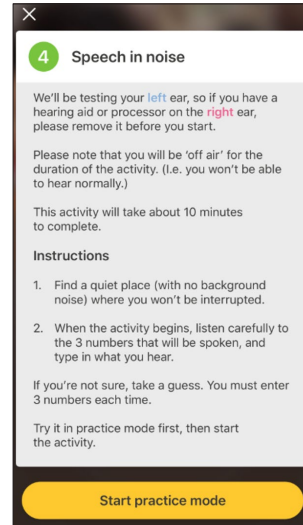 4 Speech in noise
We'll be testing your left ear, so if you have a
hearing aid or processor on the right ear,
please remove it before you start.
Please note that you will be 'off air' for the
duration of the activity. (I.e. you won't be able
to hear normally.)
This activity will take about 10 minutes
to complete.
Instructions
1. Find a quiet place (with no background
noise) where you won't be interrupted.
2. When the activity begins, listen carefully to
the 3 numbers that will be spoken, and
type in what you hear.
If you're not sure, take a guess. You must enter
3 numbers each time.
Try it in practice mode first, then start
the activity.
Start practice mode